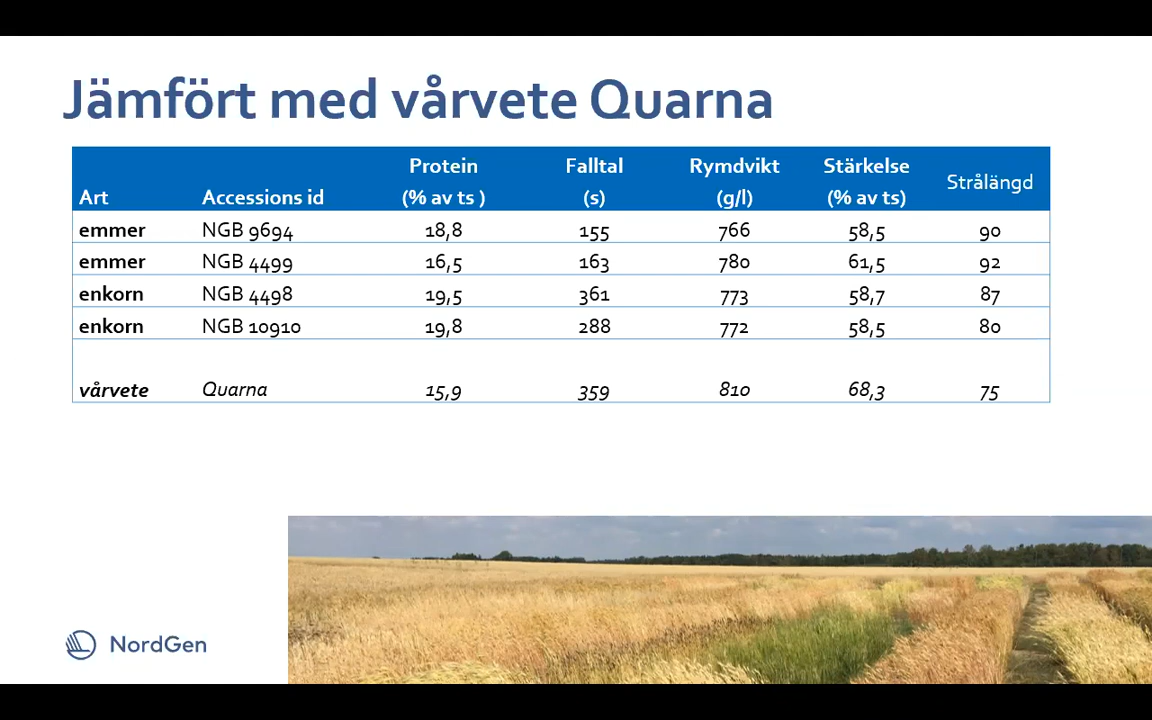 Jämfört med vårvete Quarna
Protein Falltal Rymdvikt Stärkelse
Art Accessions id (% av ts ) (s) (g/l) (% av ts) Strålängd
emmer NGB 9694 18,8 155 766 58,5 90
emmer NGB 4499 16,5 163 780 61,5 92
enkorn NGB 4498 19,5 361 773 58,7 87
enkorn NGB 10910 19,8 288 772 58,5 80
vårvete Quarna 15,9 359 810 68,3 75
NordGen